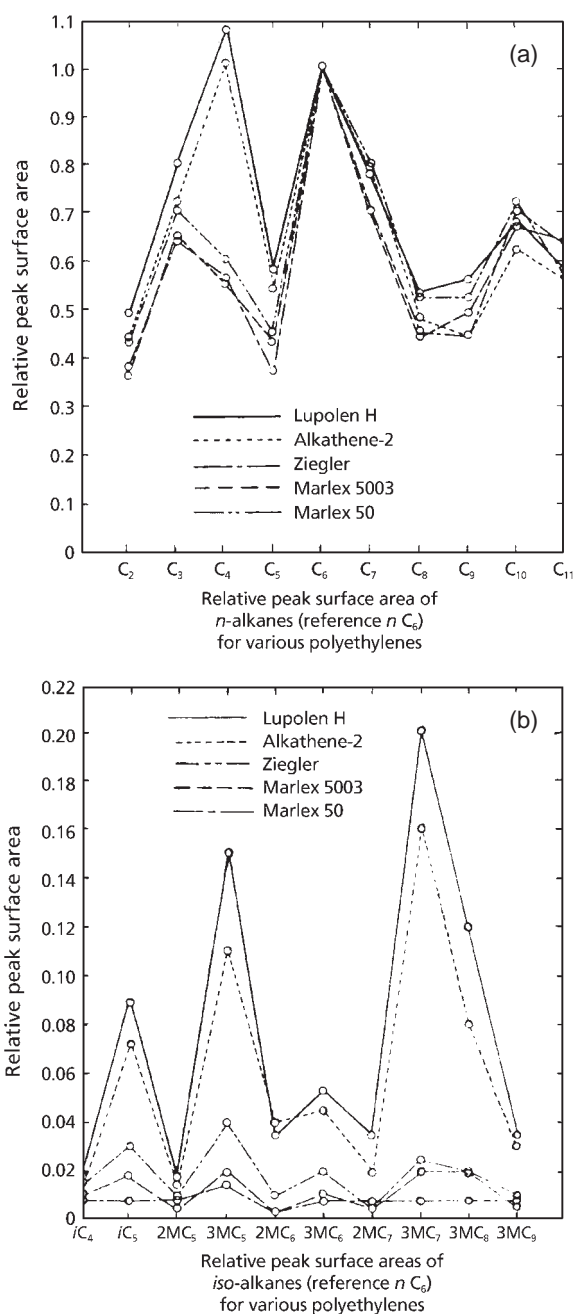 (a)
1.1
1.0
0.9
0.8
0.7
0.6
0.5
0.4
0.3
0.2
0.1
0
Relative peak surface area
Lupolen H
Alkathene-2
Ziegler
Marlex 5003
Marlex 50
C₂ C₃ C₄ C₅ C₆ C₇ C₈ C₉ C₁₀ C₁₁
Relative peak surface area of
n-alkanes (reference n C₆)
for various polyethylenes
(b)
0.22
0.20
0.18
0.16
0.14
0.12
0.10
0.08
0.06
0.04
0.02
0
Relative peak surface area
Lupolen H
Alkathene-2
Ziegler
Marlex 5003
Marlex 50
iC₄ iC₅ 2MC₅ 3MC₅ 2MC₆ 3MC₆ 2MC₇ 3MC₇ 3MC₈ 3MC₉
Relative peak surface areas of
iso-alkanes (reference n C₆)
for various polyethylenes